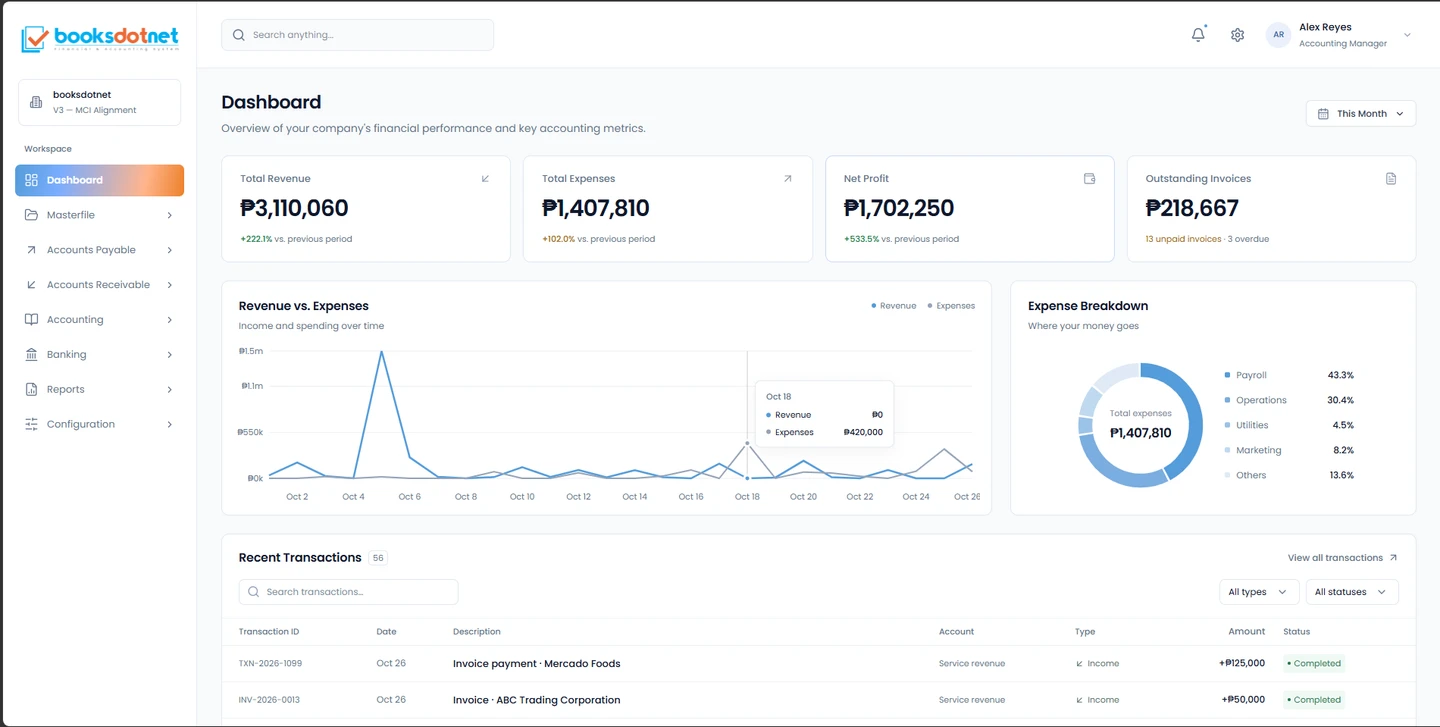 booksdotnet
financial & accounting system
Search anything...
AR
Alex Reyes
Accounting Manager
booksdotnet
V3 — MCI Alignment
Workspace
Dashboard
Masterfile
Accounts Payable
Accounts Receivable
Accounting
Banking
Reports
Configuration
Dashboard
Overview of your company's financial performance and key accounting metrics.
This Month
Total Revenue
₱3,110,060
+222.1% vs. previous period
Total Expenses
₱1,407,810
+102.0% vs. previous period
Net Profit
₱1,702,250
+533.5% vs. previous period
Outstanding Invoices
₱218,667
13 unpaid invoices · 3 overdue
Revenue vs. Expenses
Income and spending over time
Revenue Expenses
₱1.5m
₱1.1m
₱550k
₱0k
Oct 2 Oct 4 Oct 6 Oct 8 Oct 10 Oct 12 Oct 14 Oct 16 Oct 18 Oct 20 Oct 22 Oct 24 Oct 26
Oct 18
Revenue ₱0
Expenses ₱420,000
Expense Breakdown
Where your money goes
Total expenses
₱1,407,810
Payroll 43.3%
Operations 30.4%
Utilities 4.5%
Marketing 8.2%
Others 13.6%
Recent Transactions 56
View all transactions
Search transactions...
All types All statuses
Transaction ID Date Description Account Type Amount Status
TXN-2026-1099 Oct 26 Invoice payment · Mercado Foods Service revenue Income +₱125,000 Completed
INV-2026-0013 Oct 26 Invoice · ABC Trading Corporation Service revenue Income +₱50,000 Completed